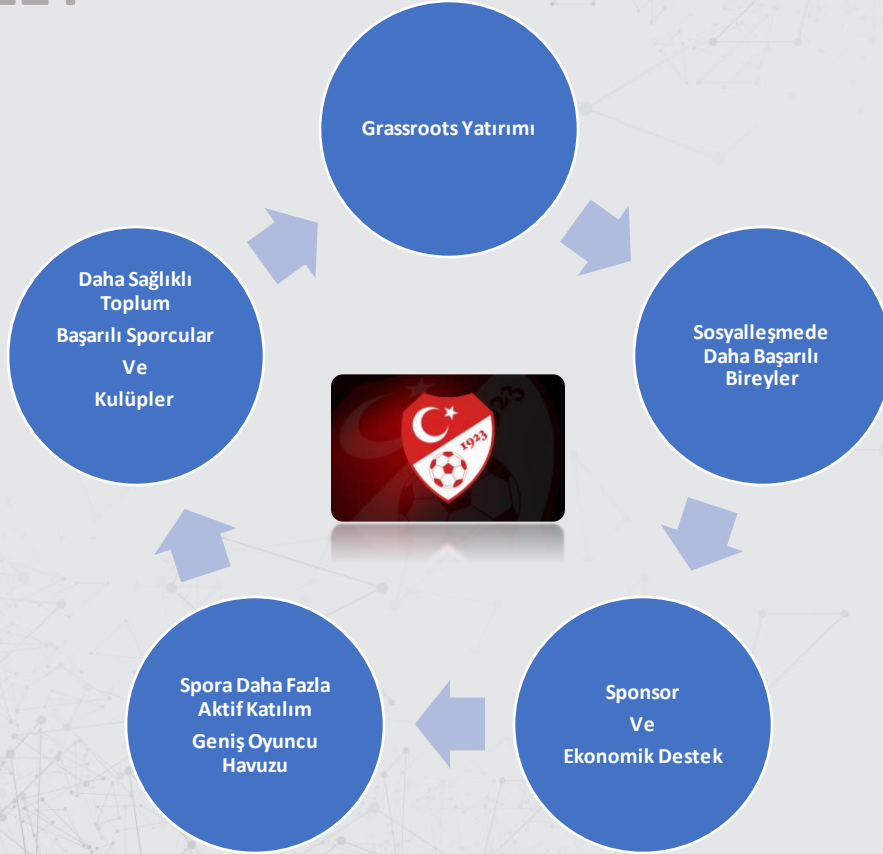 Grassroots Yatırımı
Sosyalleşmede
Daha Başarılı
Bireyler
Sponsor
Ve
Ekonomik Destek
Spora Daha Fazla
Aktif Katılım
Geniş Oyuncu
Havuzu
Daha Sağlıklı
Toplum
Başarılı Sporcular
Ve
Kulüpler
1923